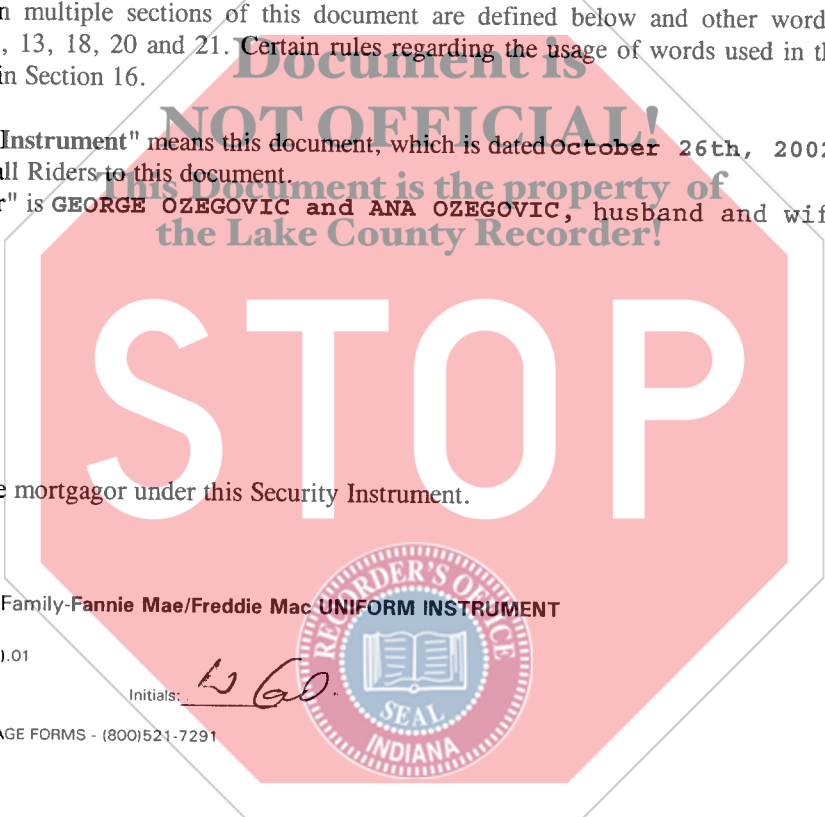 n multiple sections of this document are defined below and other word
, 13, 18, 20 and 21. Certain rules regarding the usage of words used in th
in Section 16.
Document is
NOT OFFICIAL!
Instrument" means this document, which is dated October 26th, 2002
all Riders to this document.
This Document is the property of
r" is GEORGE OZEGOVIC and ANA OZEGOVIC, husband and wif
the Lake County Recorder!
STOP
e mortgagor under this Security Instrument.
Family-Fannie Mae/Freddie Mac UNIFORM INSTRUMENT
RECORDER'S OFFICE
).01
Initials:
SEAL
INDIANA
AGE FORMS - (800)521-7291